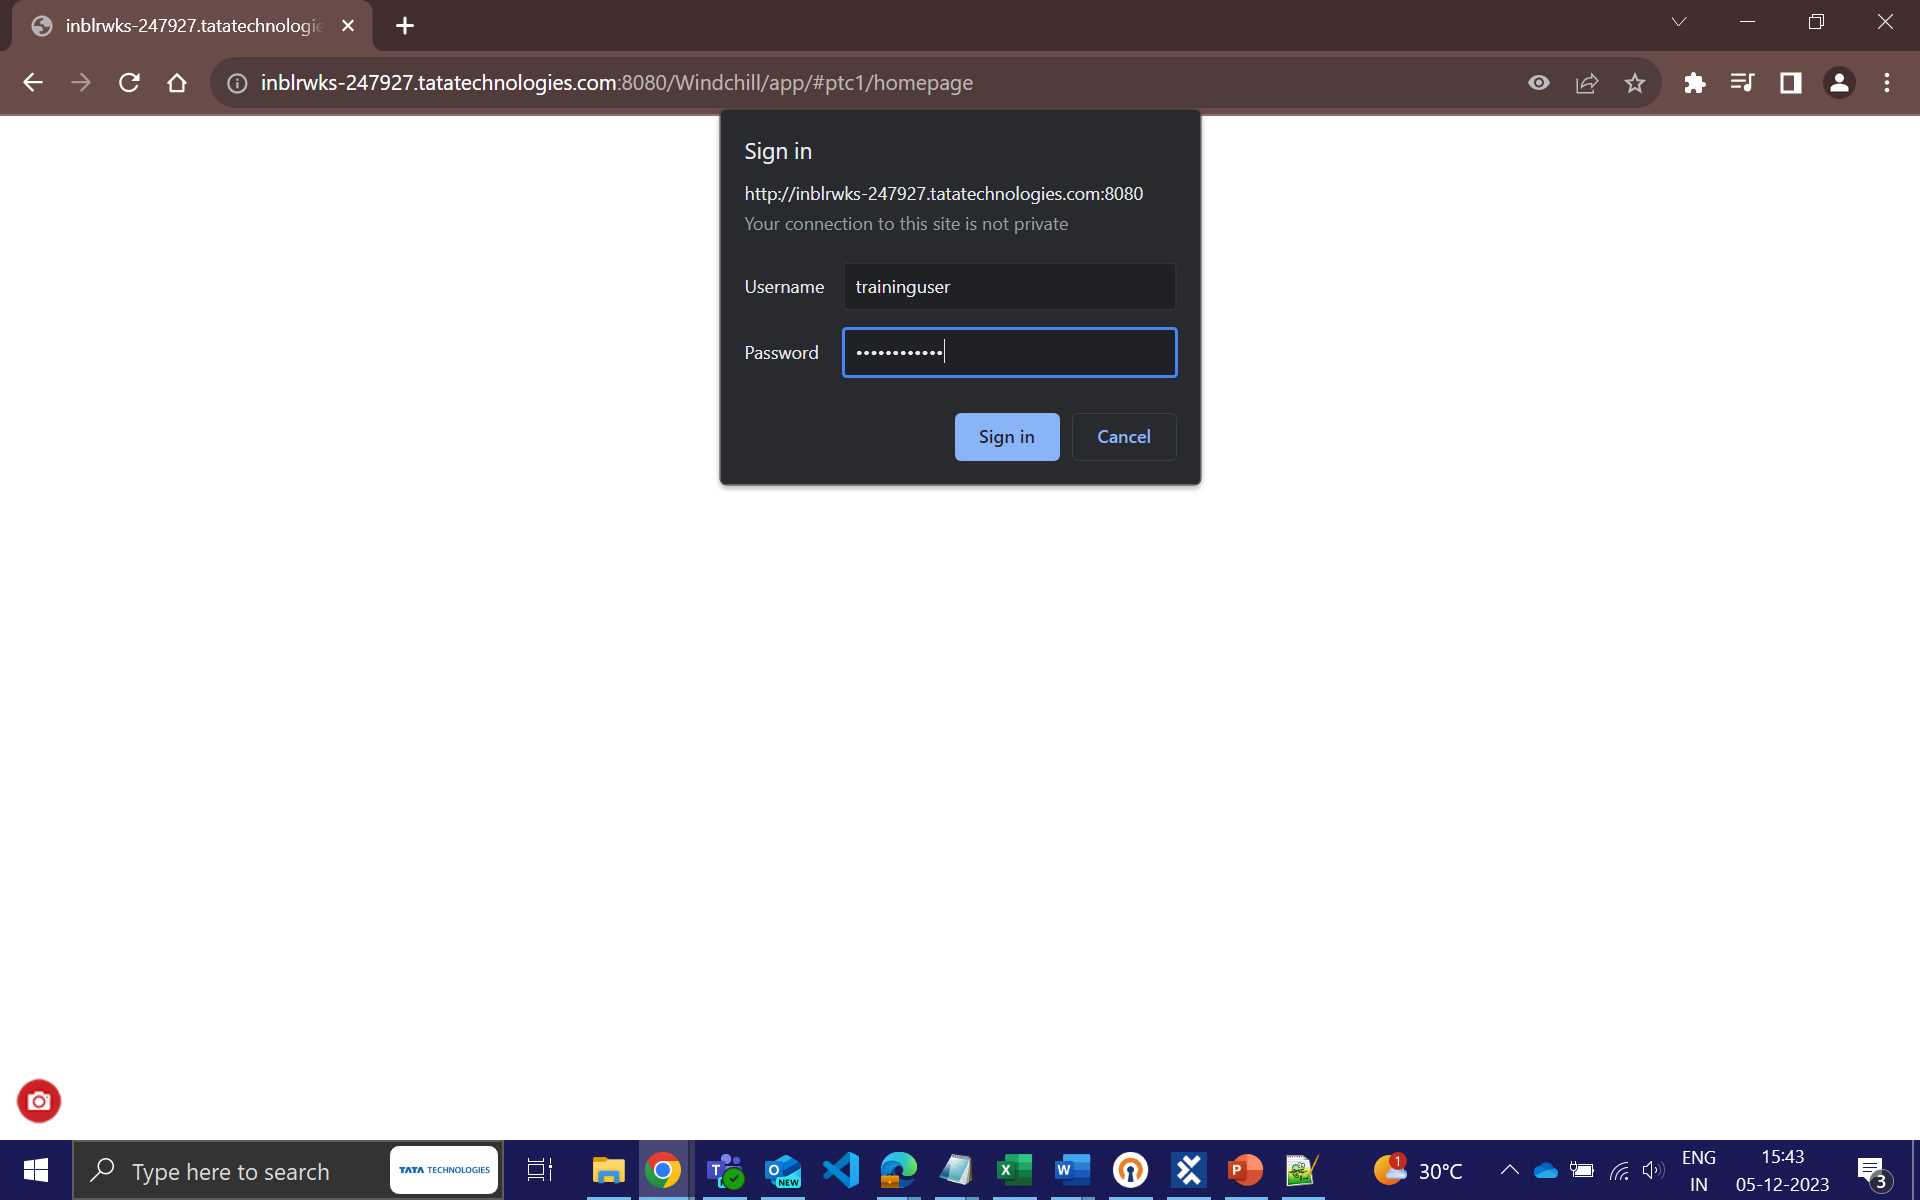 inblrwks-247927.tatatechnologie
inblrwks-247927.tatatechnologies.com:8080/Windchill/app/#ptc1/homepage
Sign in
http://inblrwks-247927.tatatechnologies.com:8080
Your connection to this site is not private
Username traininguser
Password ••••••••••••
Sign in Cancel
Type here to search TATA TECHNOLOGIES
NEW
1 30°C
ENG
IN
15:43
05-12-2023
3